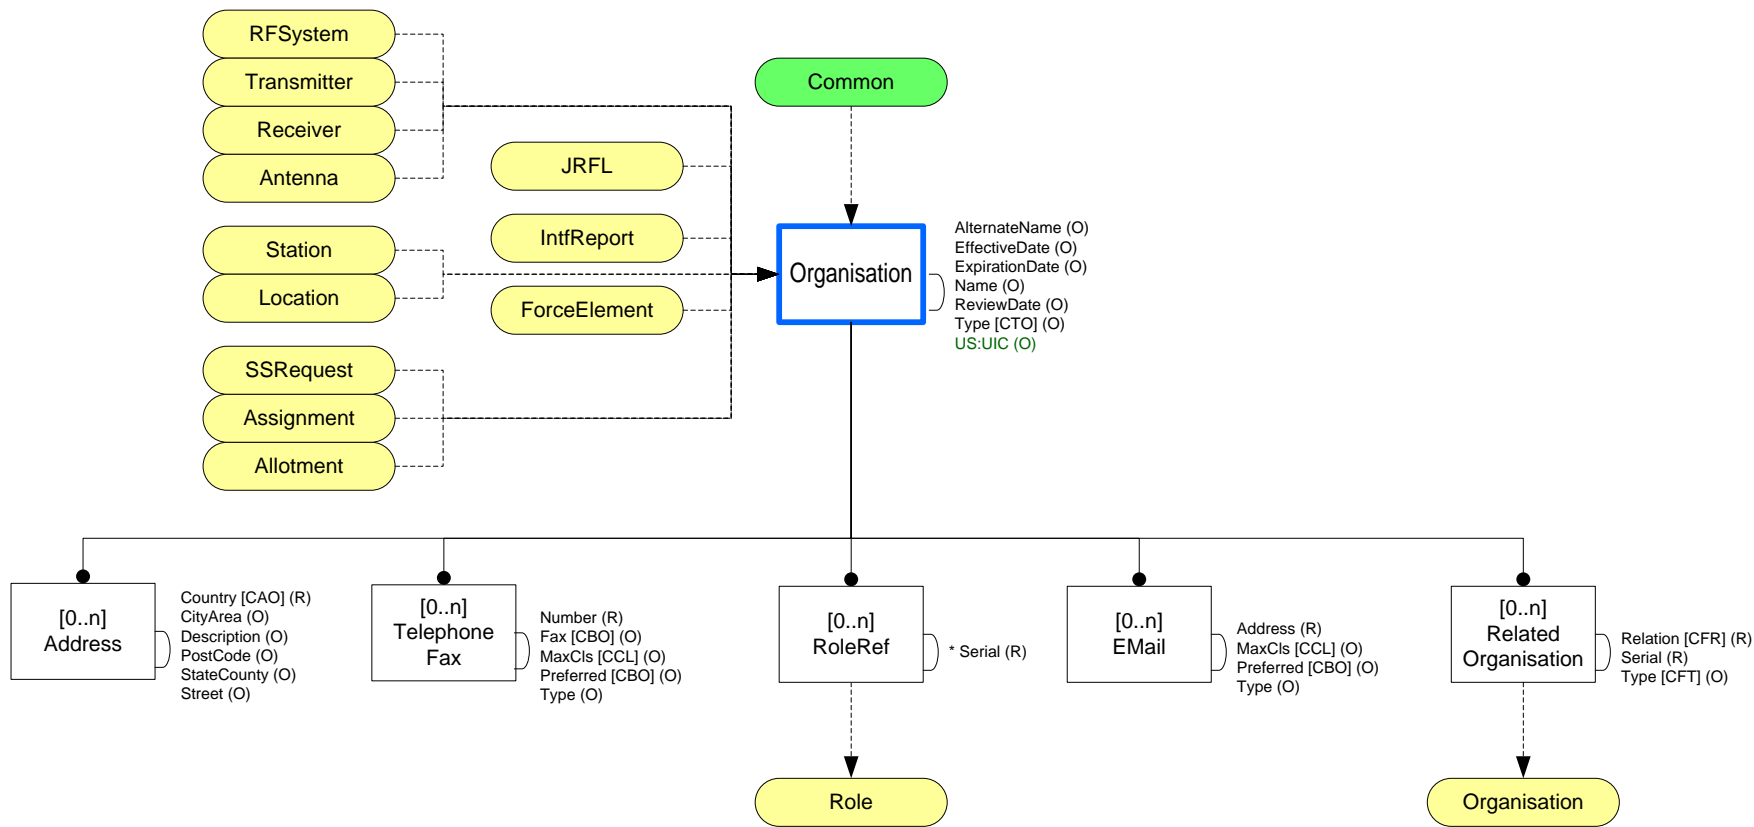 RFSystem
Transmitter
Receiver
Antenna
Station
Location
SSRequest
Assignment
Allotment
JRFL
IntfReport
ForceElement
Common
Organisation
AlternateName (O)
EffectiveDate (O)
ExpirationDate (O)
Name (O)
ReviewDate (O)
Type [CTO] (O)
US:UIC (O)
[0..n]
Address
Country [CAO] (R)
CityArea (O)
Description (O)
PostCode (O)
StateCounty (O)
Street (O)
[0..n]
Telephone
Fax
Number (R)
Fax [CBO] (O)
MaxCls [CCL] (O)
Preferred [CBO] (O)
Type (O)
[0..n]
RoleRef
* Serial (R)
[0..n]
EMail
Address (R)
MaxCls [CCL] (O)
Preferred [CBO] (O)
Type (O)
[0..n]
Related
Organisation
Relation [CFR] (R)
Serial (R)
Type [CFT] (O)
Role
Organisation